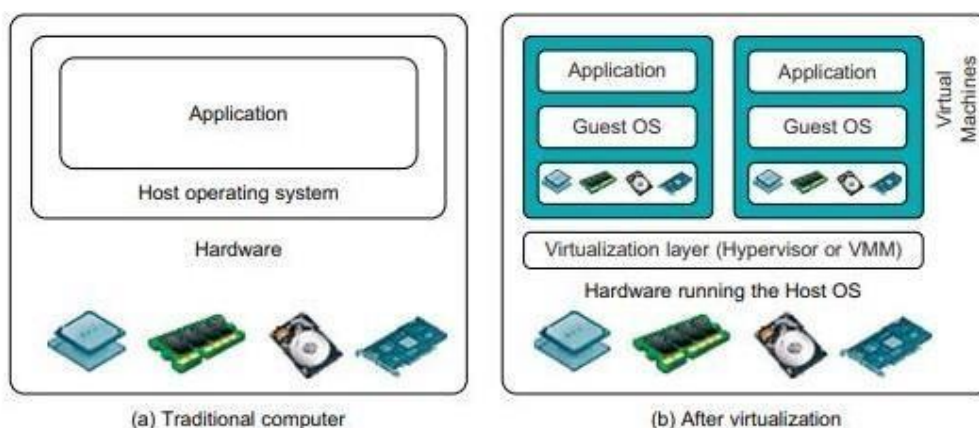 Application
Host operating system
Hardware
(a) Traditional computer
Application
Guest OS
Application
Guest OS
Virtual
Machines
Virtualization layer (Hypervisor or VMM)
Hardware running the Host OS
(b) After virtualization